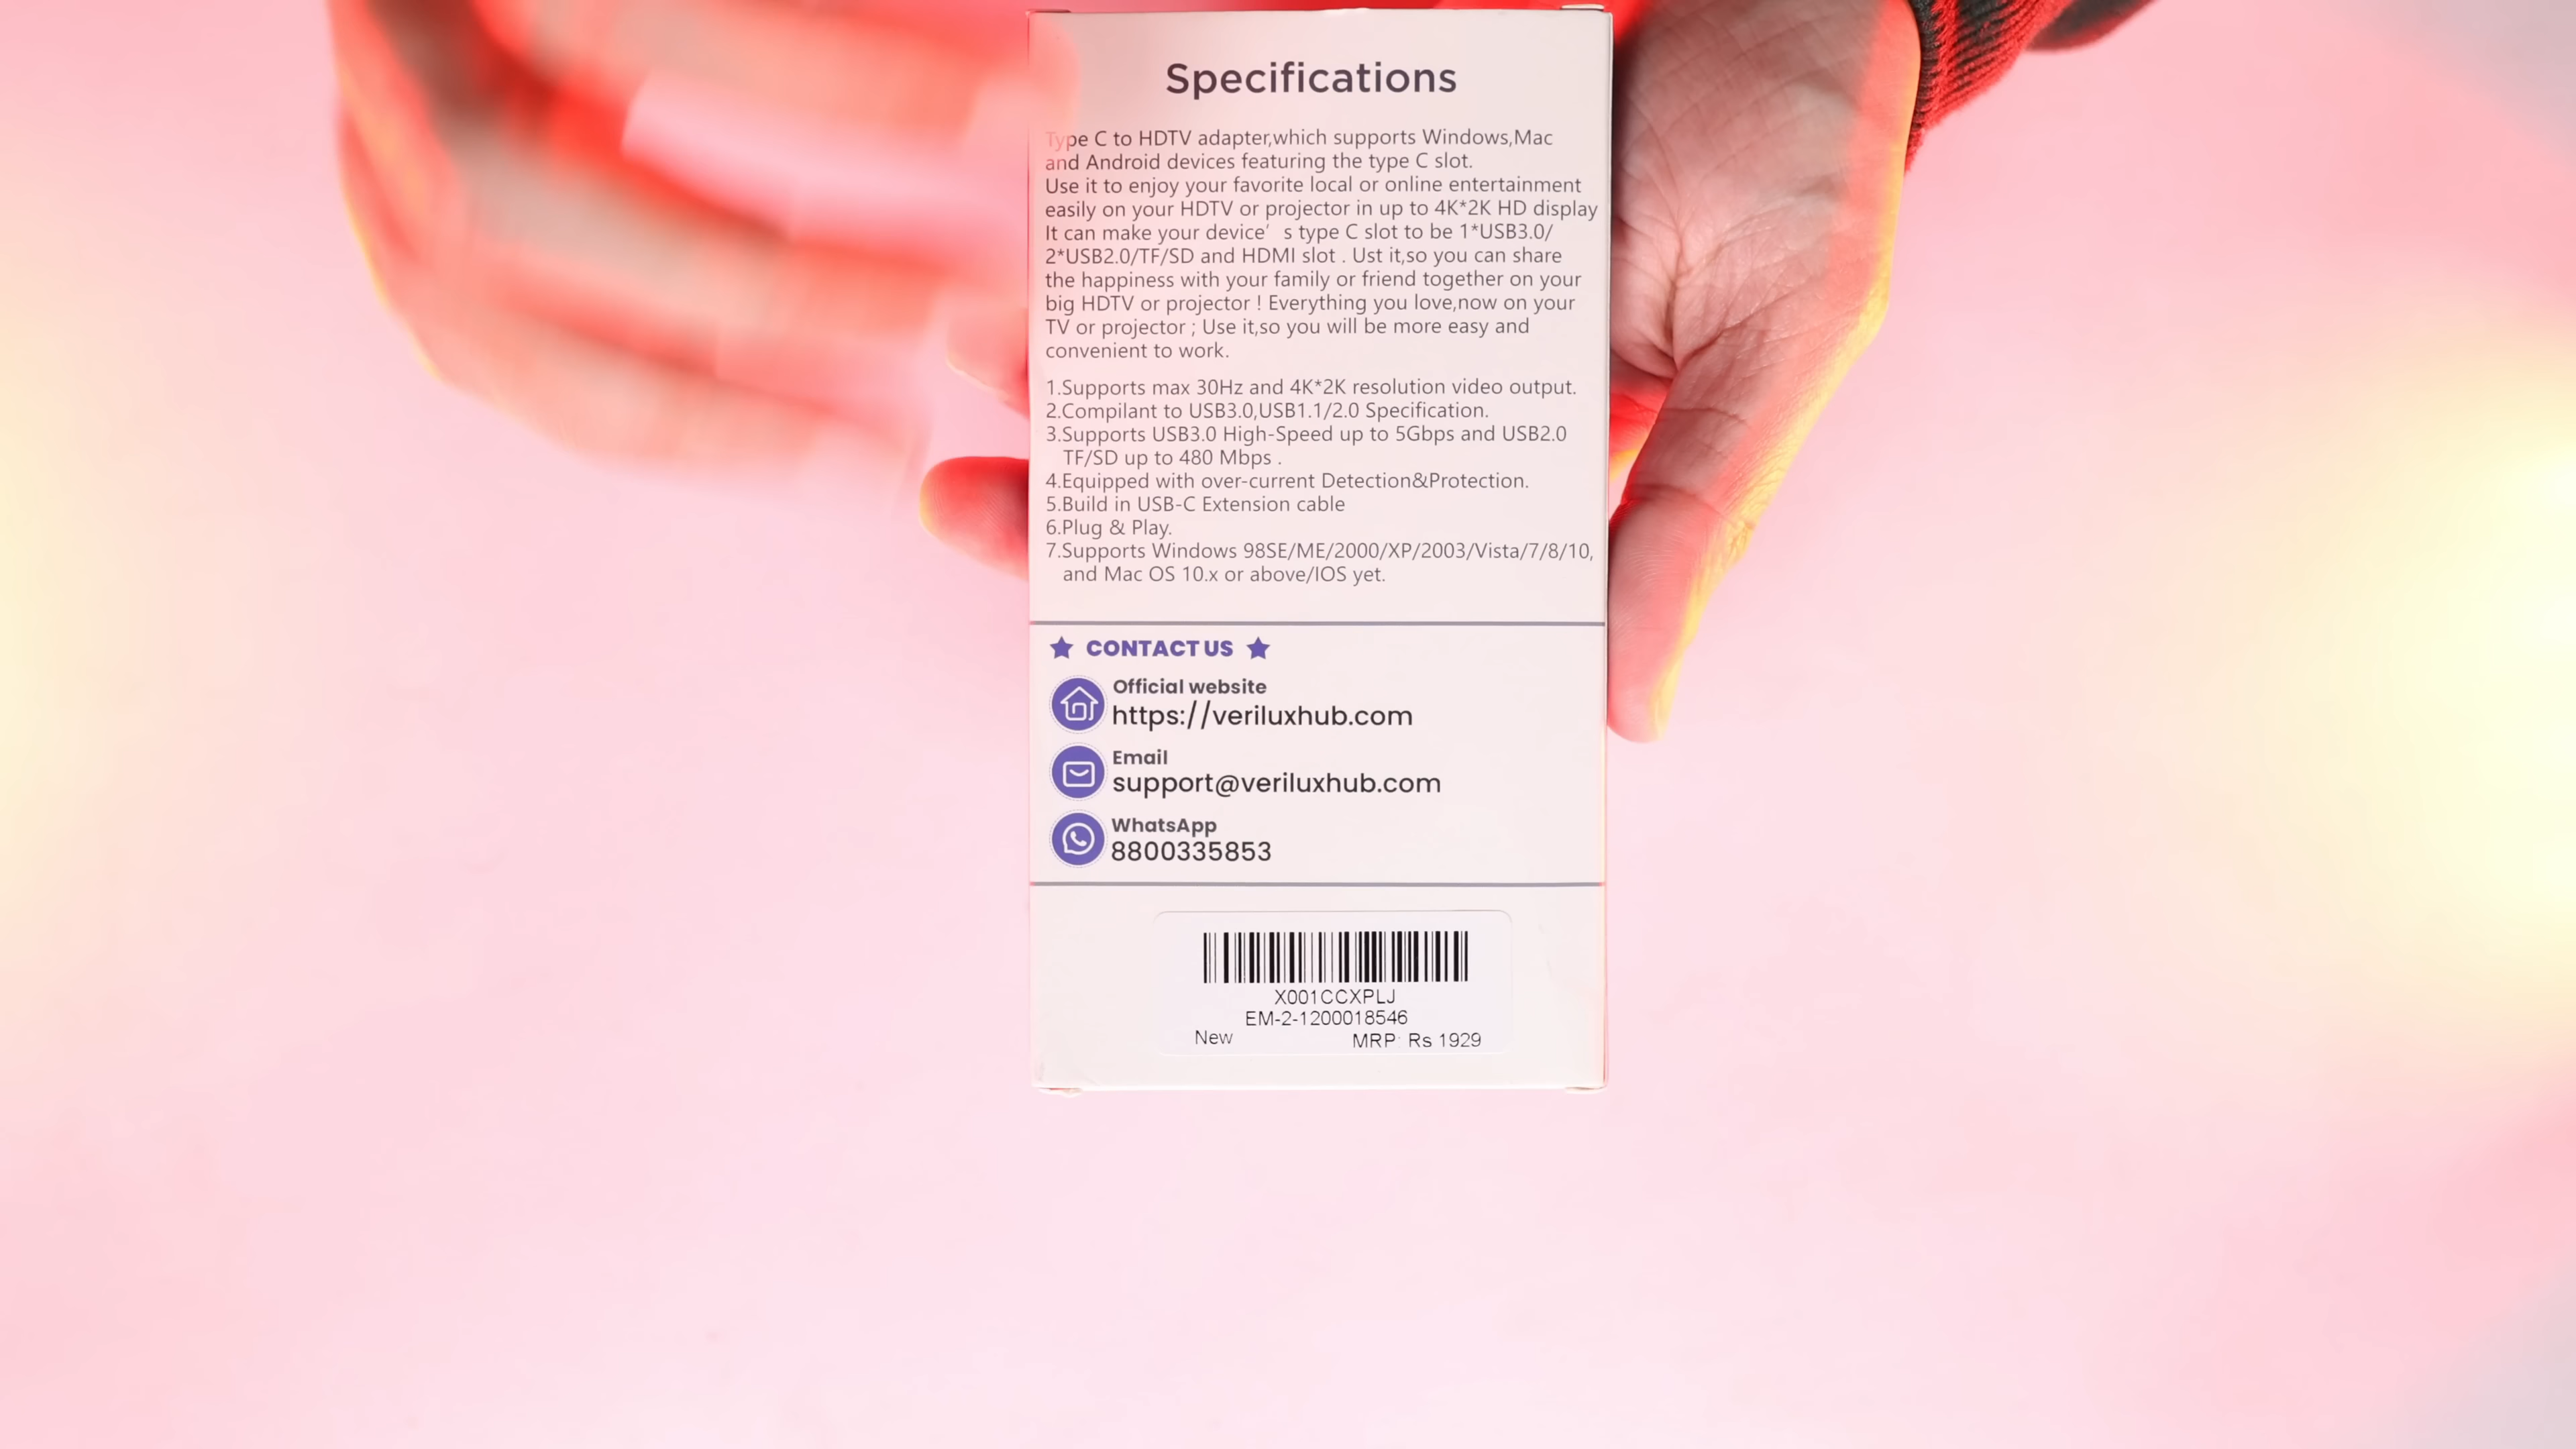 Specifications
Type C to HDTV adapter,which supports Windows,Mac
and Android devices featuring the type C slot.
Use it to enjoy your favorite local or online entertainment
easily on your HDTV or projector in up to 4K*2K HD display
It can make your device's type C slot to be 1*USB3.0/
2*USB2.0/TF/SD and HDMI slot . Ust it,so you can share
the happiness with your family or friend together on your
big HDTV or projector ! Everything you love,now on your
TV or projector ; Use it,so you will be more easy and
convenient to work.
1.Supports max 30Hz and 4K*2K resolution video output.
2.Compilant to USB3.0,USB1.1/2.0 Specification.
3.Supports USB3.0 High-Speed up to 5Gbps and USB2.0
TF/SD up to 480 Mbps .
4.Equipped with over-current Detection&Protection.
5.Build in USB-C Extension cable
6.Plug & Play.
7.Supports Windows 98SE/ME/2000/XP/2003/Vista/7/8/10,
and Mac OS 10.x or above/IOS yet.
CONTACT US
Official website
https://veriluxhub.com
Email
support@veriluxhub.com
WhatsApp
8800335853
X001CCXPLJ
EM-2-1200018546
New MRP: Rs 1929